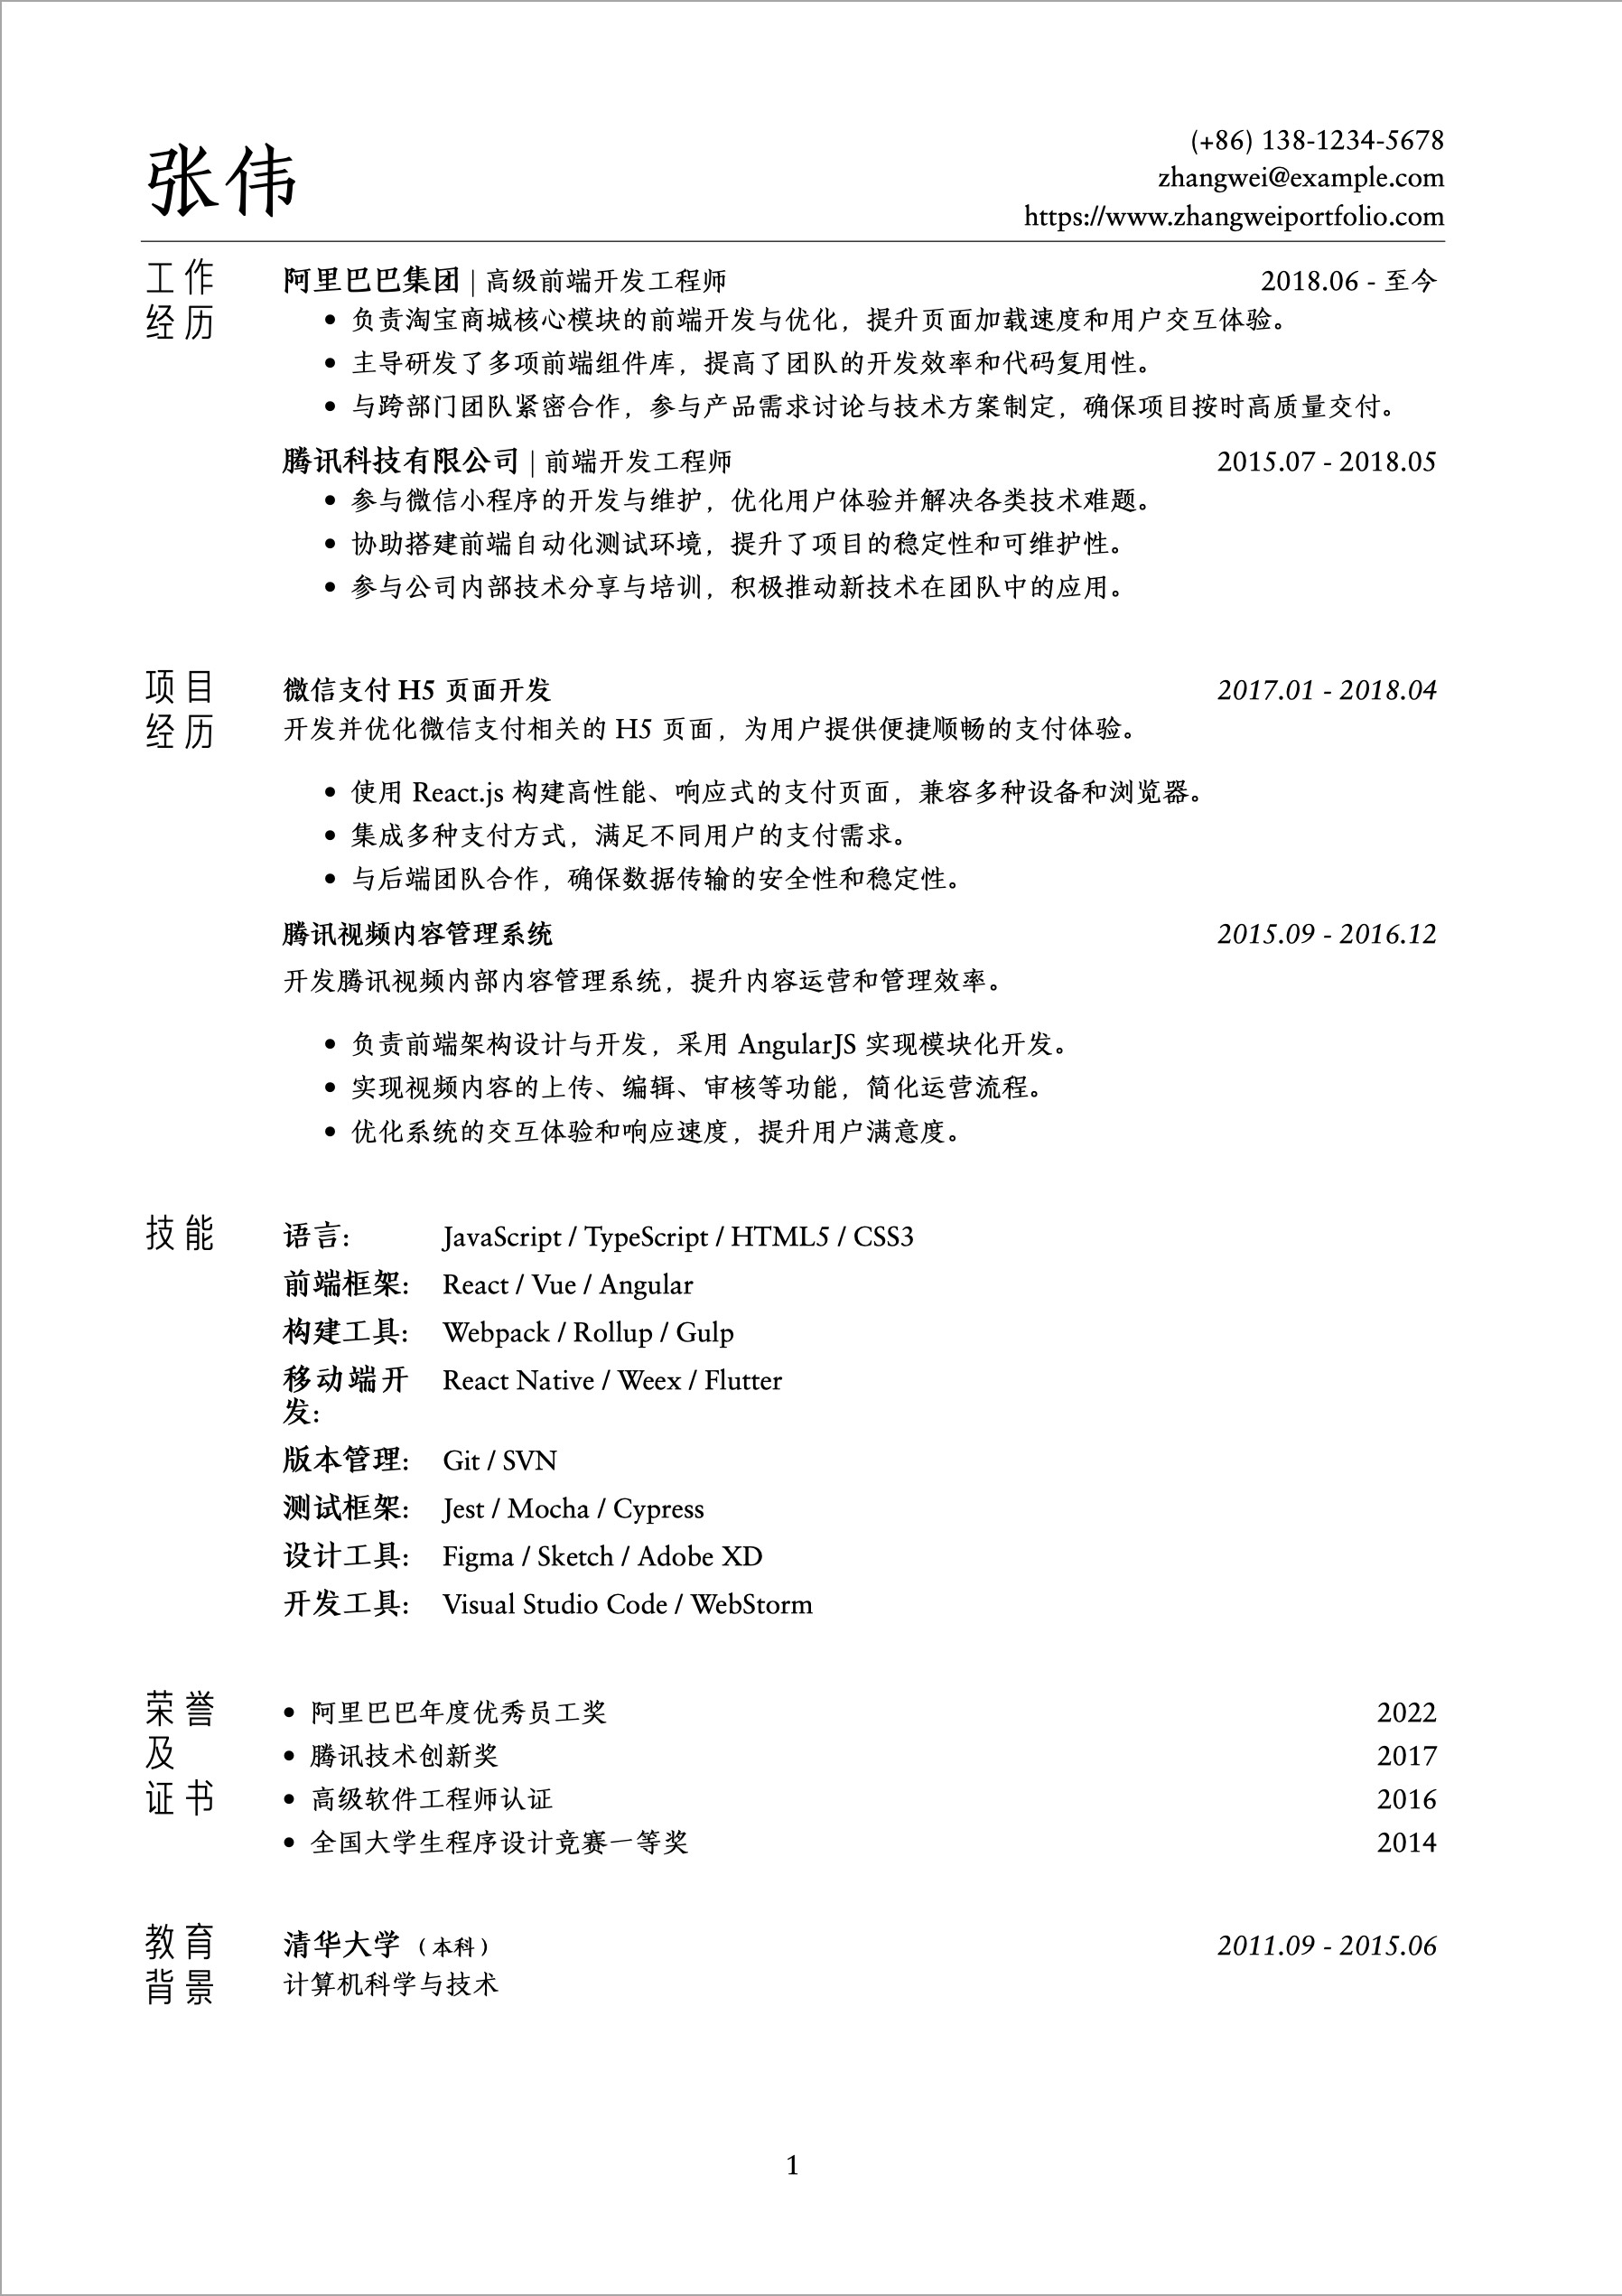 张伟
(+86) 138-1234-5678
zhangwei@example.com
https://www.zhangweiportfolio.com
工作
经历
阿里巴巴集团 | 高级前端开发工程师 2018.06 - 至今
• 负责淘宝商城核心模块的前端开发与优化，提升页面加载速度和用户交互体验。
• 主导研发了多项前端组件库，提高了团队的开发效率和代码复用性。
• 与跨部门团队紧密合作，参与产品需求讨论与技术方案制定，确保项目按时高质量交付。
腾讯科技有限公司 | 前端开发工程师 2015.07 - 2018.05
• 参与微信小程序的开发与维护，优化用户体验并解决各类技术难题。
• 协助搭建前端自动化测试环境，提升了项目的稳定性和可维护性。
• 参与公司内部技术分享与培训，积极推动新技术在团队中的应用。
项目
经历
微信支付 H5 页面开发 2017.01 - 2018.04
开发并优化微信支付相关的 H5 页面，为用户提供便捷顺畅的支付体验。
• 使用 React.js 构建高性能、响应式的支付页面，兼容多种设备和浏览器。
• 集成多种支付方式，满足不同用户的支付需求。
• 与后端团队合作，确保数据传输的安全性和稳定性。
腾讯视频内容管理系统 2015.09 - 2016.12
开发腾讯视频内部内容管理系统，提升内容运营和管理效率。
• 负责前端架构设计与开发，采用 AngularJS 实现模块化开发。
• 实现视频内容的上传、编辑、审核等功能，简化运营流程。
• 优化系统的交互体验和响应速度，提升用户满意度。
技能
语言： JavaScript / TypeScript / HTML5 / CSS3
前端框架： React / Vue / Angular
构建工具： Webpack / Rollup / Gulp
移动端开 React Native / Weex / Flutter
发：
版本管理： Git / SVN
测试框架： Jest / Mocha / Cypress
设计工具： Figma / Sketch / Adobe XD
开发工具： Visual Studio Code / WebStorm
荣誉
及
证书
• 阿里巴巴年度优秀员工奖 2022
• 腾讯技术创新奖 2017
• 高级软件工程师认证 2016
• 全国大学生程序设计竞赛一等奖 2014
教育
背景
清华大学（本科） 2011.09 - 2015.06
计算机科学与技术
1